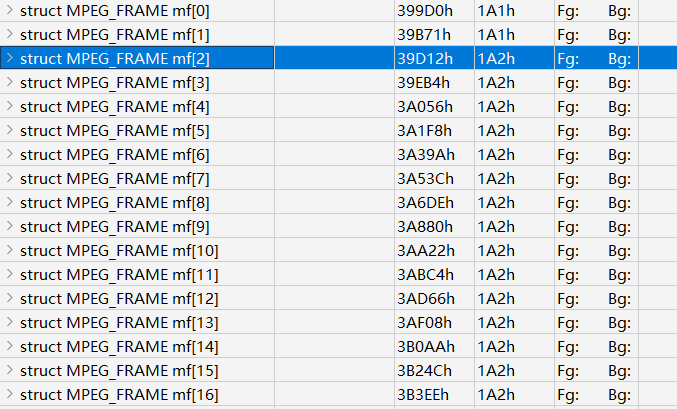 struct MPEG_FRAME mf[0] 399D0h 1A1h Fg: Bg:
struct MPEG_FRAME mf[1] 39B71h 1A1h Fg: Bg:
struct MPEG_FRAME mf[2] 39D12h 1A2h Fg: Bg:
struct MPEG_FRAME mf[3] 39EB4h 1A2h Fg: Bg:
struct MPEG_FRAME mf[4] 3A056h 1A2h Fg: Bg:
struct MPEG_FRAME mf[5] 3A1F8h 1A2h Fg: Bg:
struct MPEG_FRAME mf[6] 3A39Ah 1A2h Fg: Bg:
struct MPEG_FRAME mf[7] 3A53Ch 1A2h Fg: Bg:
struct MPEG_FRAME mf[8] 3A6DEh 1A2h Fg: Bg:
struct MPEG_FRAME mf[9] 3A880h 1A2h Fg: Bg:
struct MPEG_FRAME mf[10] 3AA22h 1A2h Fg: Bg:
struct MPEG_FRAME mf[11] 3ABC4h 1A2h Fg: Bg:
struct MPEG_FRAME mf[12] 3AD66h 1A2h Fg: Bg:
struct MPEG_FRAME mf[13] 3AF08h 1A2h Fg: Bg:
struct MPEG_FRAME mf[14] 3B0AAh 1A2h Fg: Bg:
struct MPEG_FRAME mf[15] 3B24Ch 1A2h Fg: Bg:
struct MPEG_FRAME mf[16] 3B3EEh 1A2h Fg: Bg: